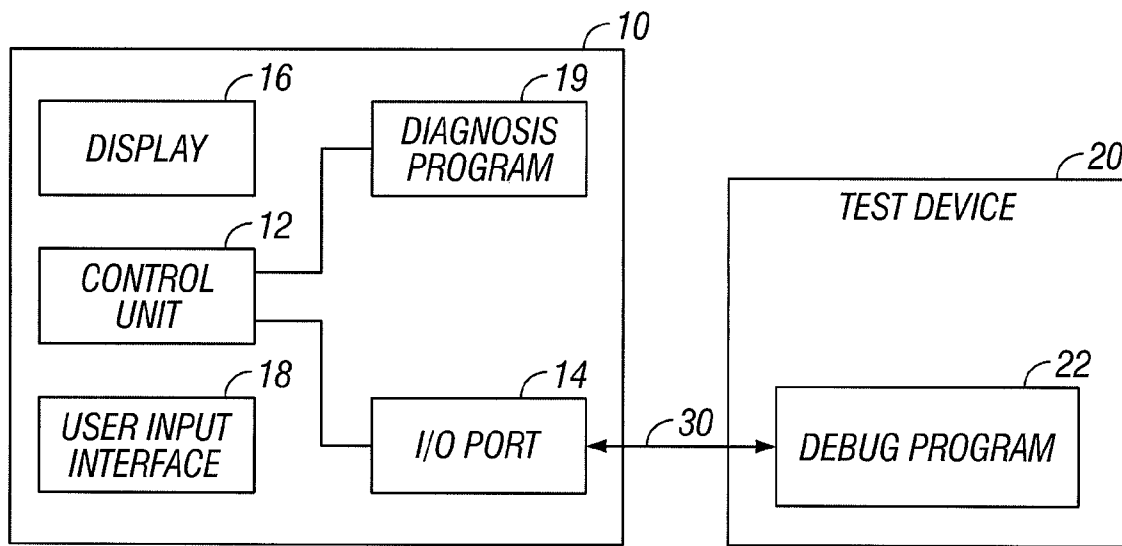 10
16
DISPLAY
19
DIAGNOSIS
PROGRAM
12
CONTROL
UNIT
18
USER INPUT
INTERFACE
14
I/O PORT
30
20
TEST DEVICE
22
DEBUG PROGRAM